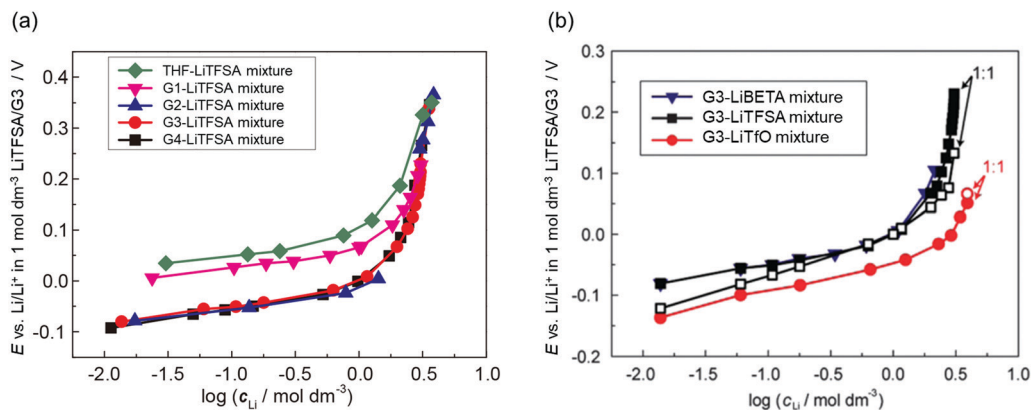 (a)
E vs. Li/Li⁺ in 1 mol dm⁻³ LiTFSA/G3 / V
0.4
0.3
0.2
0.1
0.0
-0.1
THF-LiTFSA mixture
G1-LiTFSA mixture
G2-LiTFSA mixture
G3-LiTFSA mixture
G4-LiTFSA mixture
-2.0 -1.5 -1.0 -0.5 0.0 0.5 1.0
log (c_Li / mol dm⁻³)
(b)
E vs. Li/Li⁺ in 1 mol dm⁻³ LiTFSA/G3 / V
0.3
0.2
0.1
0.0
-0.1
-0.2
G3-LiBETA mixture
G3-LiTFSA mixture
G3-LiTfO mixture
1:1
1:1
-2.0 -1.5 -1.0 -0.5 0.0 0.5 1.0
log (c_Li / mol dm⁻³)